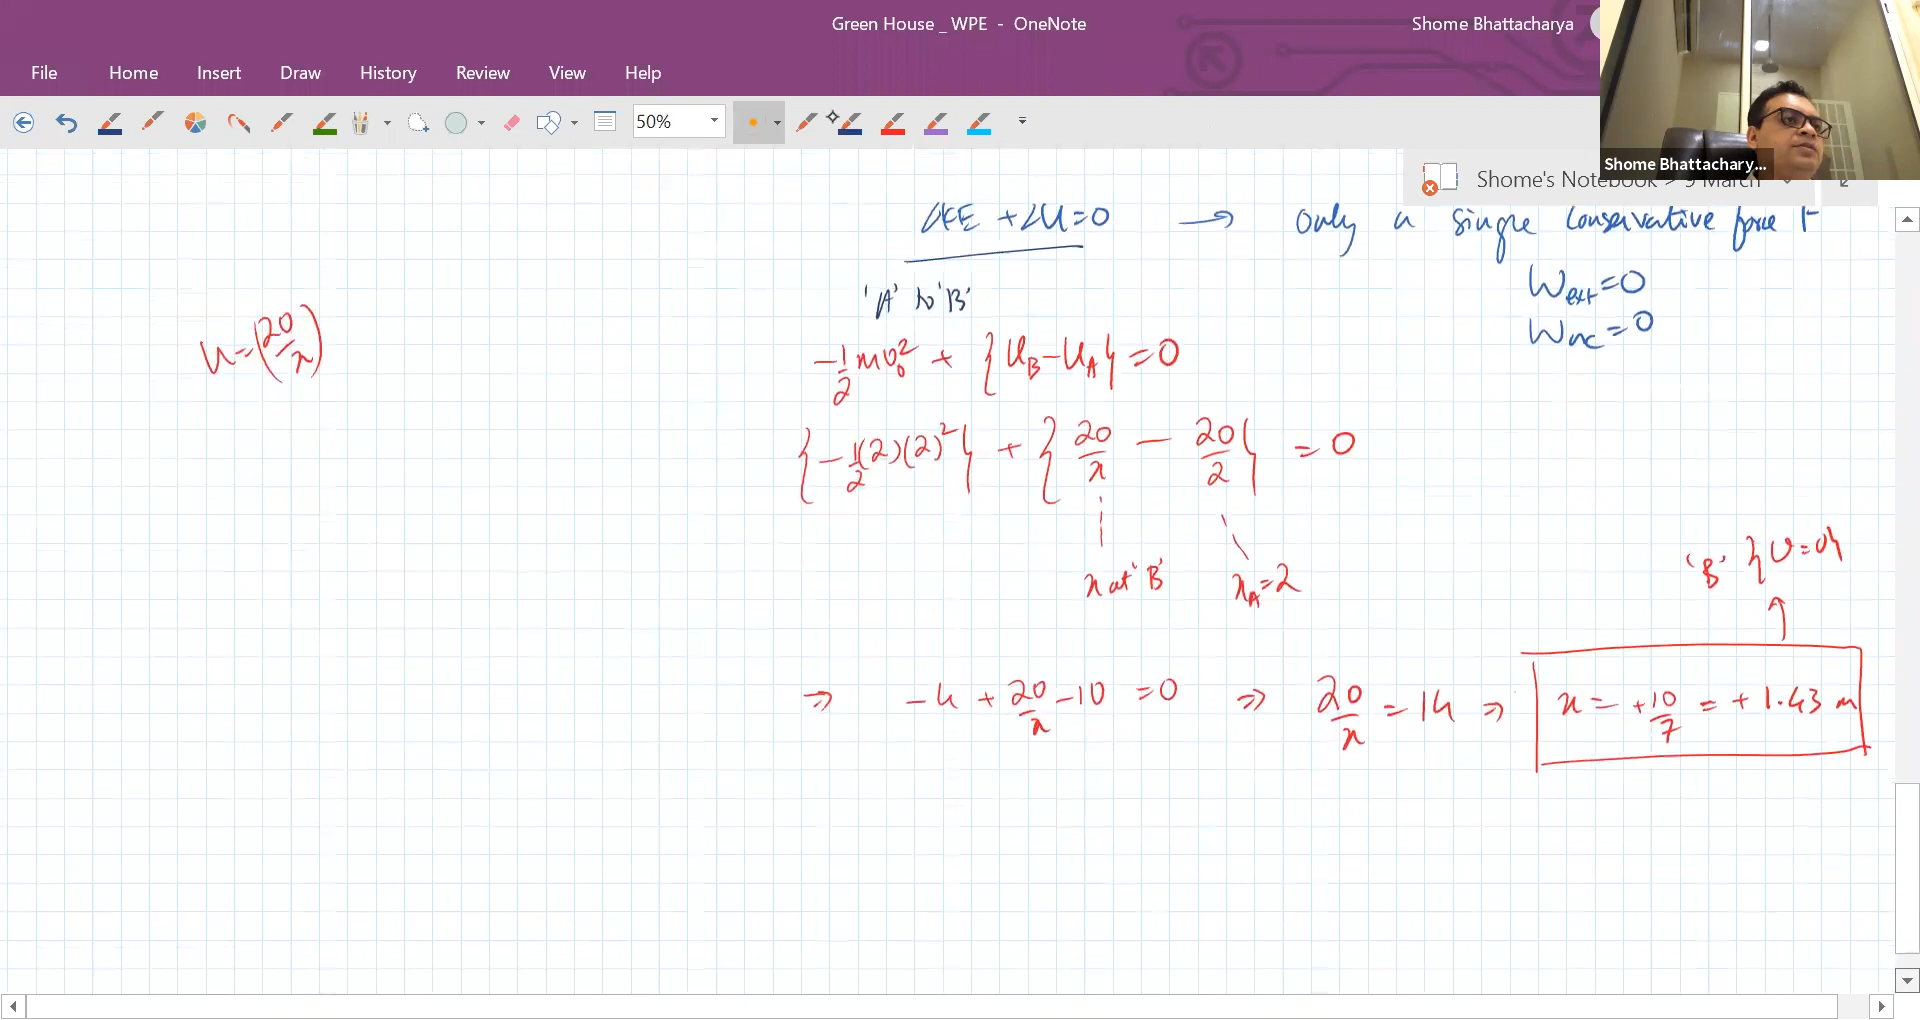 Green House _ WPE - OneNote
Shome Bhattacharya
File Home Insert Draw History Review View Help
50%
Shome Bhattachary...
Shome's Notebook > 9 March
ΔKE + ΔU = 0 → only a single conservative force F
W_ext = 0
W_nc = 0
'A' to 'B'
U = (20/x)
-1/2 mv₀² + {U_B - U_A} = 0
{-1/2(2)(2)²} + {20/x - 20/2} = 0
x at 'B' x_A = 2
'B' {v = 0}
⇒ -4 + 20/x - 10 = 0 ⇒ 20/x = 14 ⇒ x = +10/7 = +1.43 m